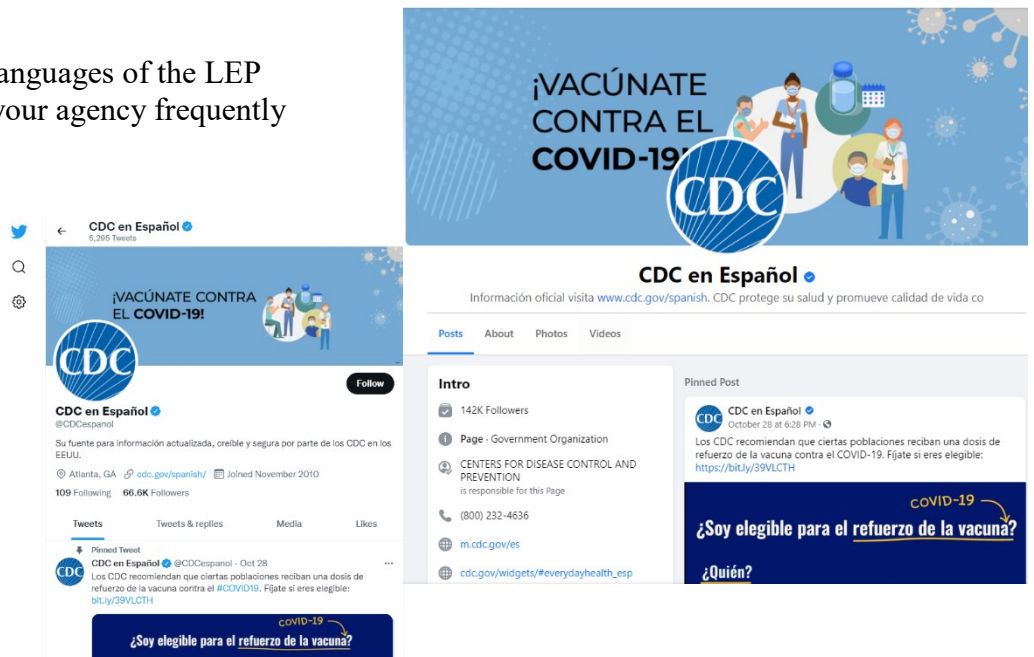 anguages of the LEP
your agency frequently
CDC en Español
5,295 Tweets
¡VACÚNATE CONTRA
EL COVID-19!
CDC
Follow
CDC en Español
@CDCespanol
Su fuente para información actualizada, creíble y segura por parte de los CDC en los
EEUU.
Atlanta, GA cdc.gov/spanish/ Joined November 2010
109 Following 66.6K Followers
Tweets Tweets & replies Media Likes
Pinned Tweet
CDC
CDC en Español @CDCespanol - Oct 28
Los CDC recomiendan que ciertas poblaciones reciban una dosis de
refuerzo de la vacuna contra el #COVID19. Fíjate si eres elegible:
bit.ly/39VLCTH
COVID-19
¿Soy elegible para el refuerzo de la vacuna?
¡VACÚNATE
CONTRA EL
COVID-19!
CDC
CDC en Español
Información oficial visita www.cdc.gov/spanish. CDC protege su salud y promueve calidad de vida co
Posts About Photos Videos
Intro
142K Followers
Page · Government Organization
CENTERS FOR DISEASE CONTROL AND
PREVENTION
is responsible for this Page
(800) 232-4636
m.cdc.gov/es
cdc.gov/widgets/#everydayhealth_esp
Pinned Post
CDC
CDC en Español
October 28 at 6:28 PM ·
Los CDC recomiendan que ciertas poblaciones reciban una dosis de
refuerzo de la vacuna contra el COVID-19. Fíjate si eres elegible:
https://bit.ly/39VLCTH
COVID-19
¿Soy elegible para el refuerzo de la vacuna?
¿Quién?